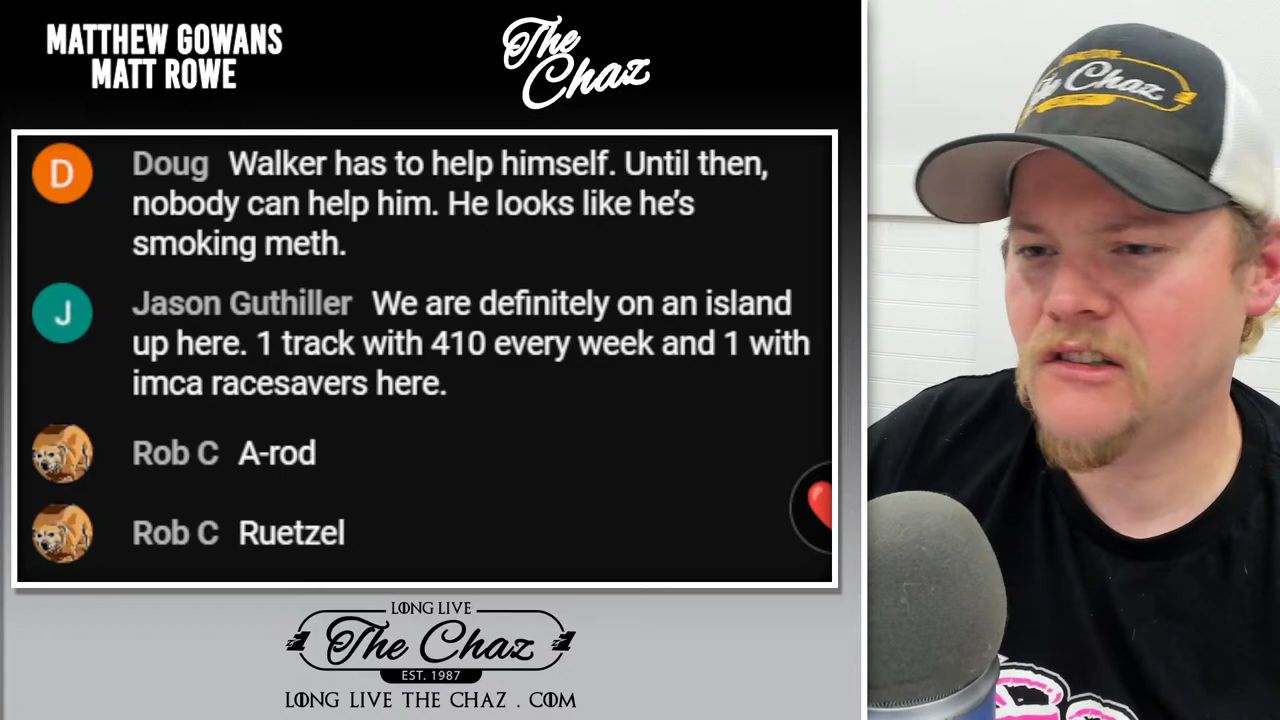 MATTHEW GOWANS
MATT ROWE
The
Chaz
D
Doug Walker has to help himself. Until then,
nobody can help him. He looks like he's
smoking meth.
J
Jason Guthiller We are definitely on an island
up here. 1 track with 410 every week and 1 with
imca racesavers here.
Rob C A-rod
Rob C Ruetzel
LONG LIVE
The Chaz
EST. 1987
LONG LIVE THE CHAZ . COM
The Chaz